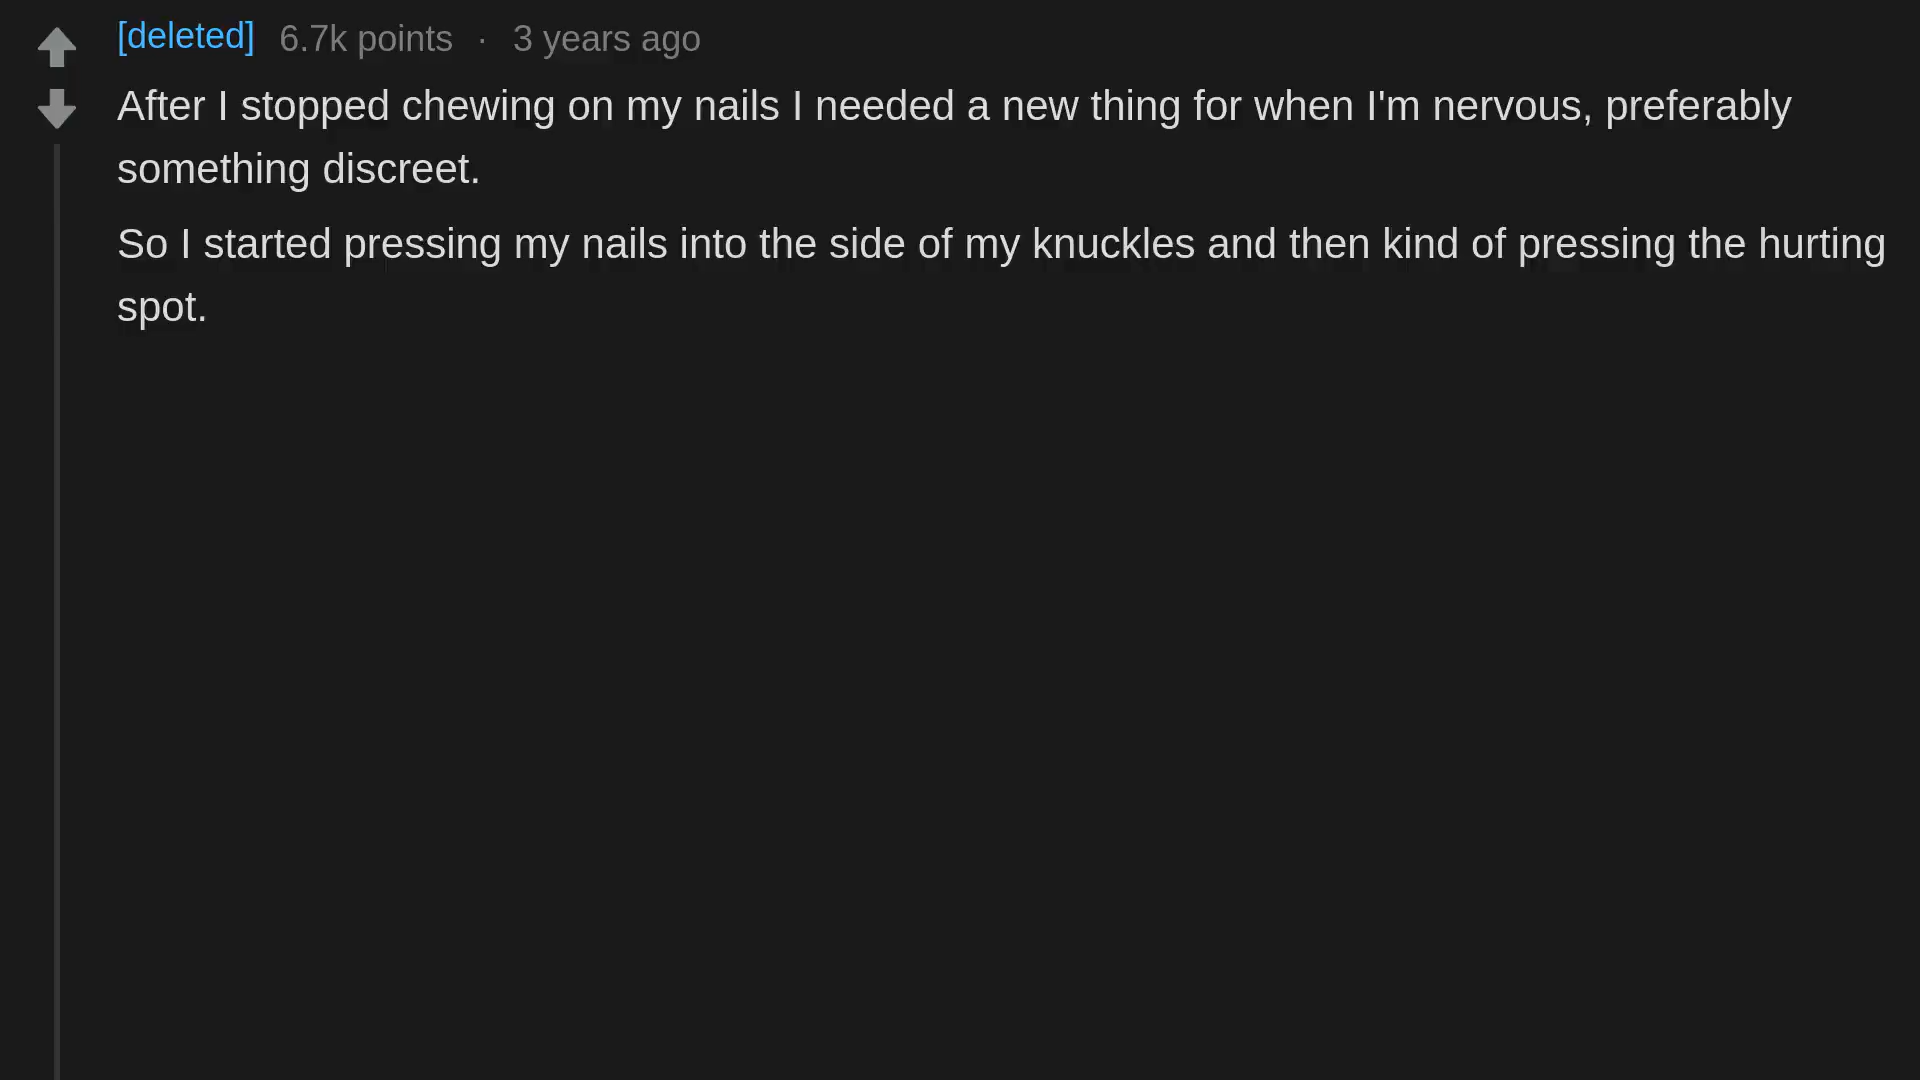 [deleted] 6.7k points · 3 years ago
After I stopped chewing on my nails I needed a new thing for when I'm nervous, preferably
something discreet.
So I started pressing my nails into the side of my knuckles and then kind of pressing the hurting
spot.